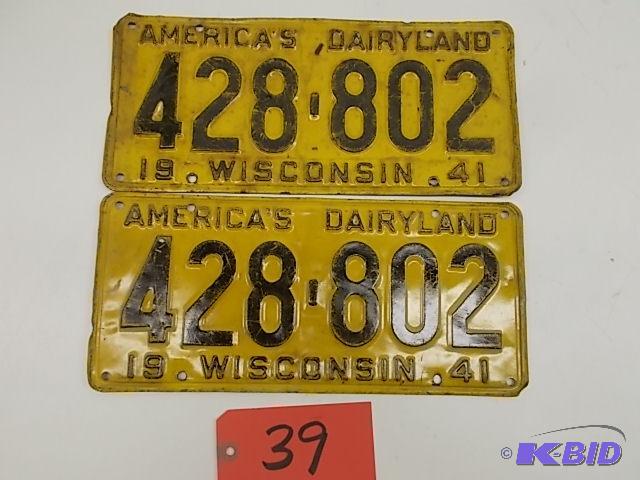 AMERICA'S DAIRYLAND
428-802
19 WISCONSIN 41
AMERICA'S DAIRYLAND
428-802
19 WISCONSIN 41
39
© K-BID